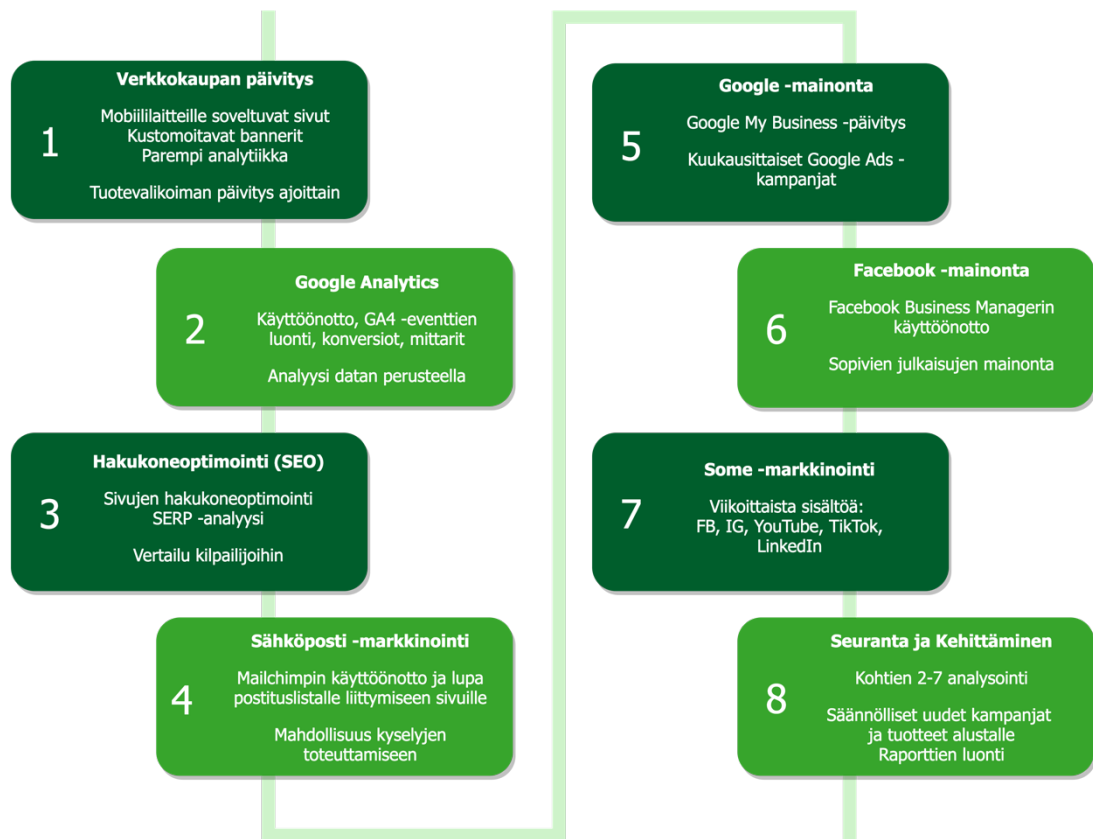 Verkkokaupan päivitys
1
Mobiililaitteille soveltuvat sivut
Kustomoitavat bannerit
Parempi analytiikka
Tuotevalikoiman päivitys ajoittain
Google Analytics
2
Käyttöönotto, GA4 -eventtien
luonti, konversiot, mittarit
Analyysi datan perusteella
Hakukoneoptimointi (SEO)
3
Sivujen hakukoneoptimointi
SERP -analyysi
Vertailu kilpailijoihin
Sähköposti -markkinointi
4
Mailchimpin käyttöönotto ja lupa
postituslistalle liittymiseen sivuille
Mahdollisuus kyselyjen
toteuttamiseen
Google -mainonta
5
Google My Business -päivitys
Kuukausittaiset Google Ads -
kampanjat
Facebook -mainonta
6
Facebook Business Managerin
käyttöönotto
Sopivien julkaisujen mainonta
Some -markkinointi
7
Viikoittaista sisältöä:
FB, IG, YouTube, TikTok,
LinkedIn
Seuranta ja Kehittäminen
8
Kohtien 2-7 analysointi
Säännölliset uudet kampanjat
ja tuotteet alustalle
Raporttien luonti